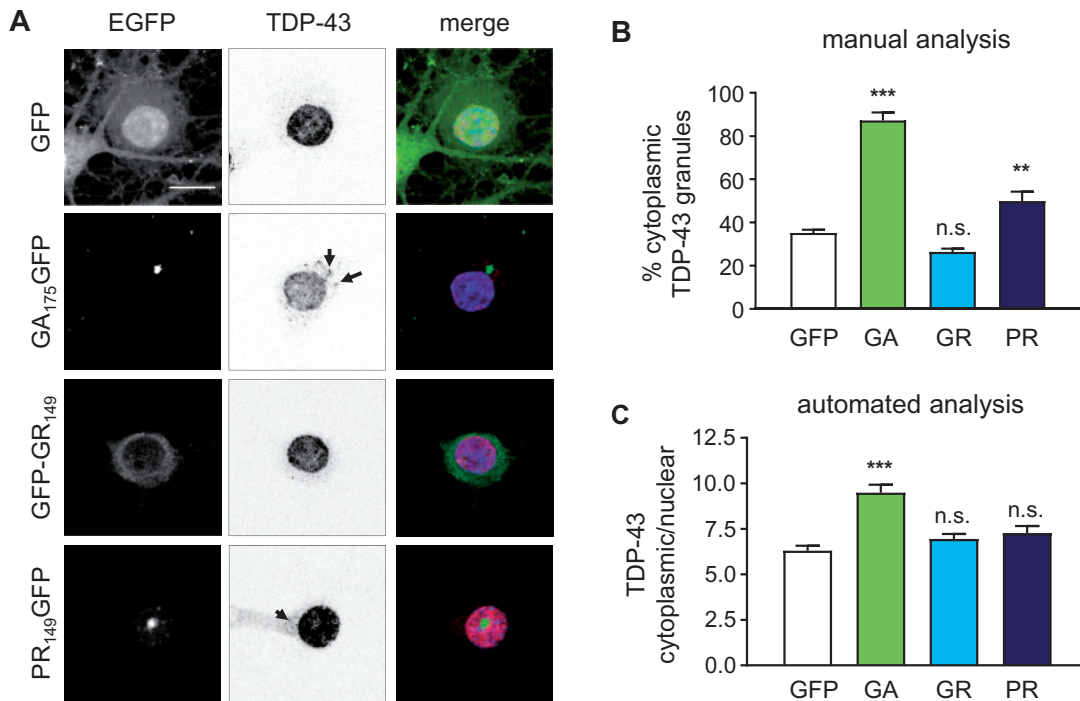 A
EGFP
TDP-43
merge
GFP
GA₁₇₅GFP
GFP-GR₁₄₉
PR₁₄₉GFP
B
manual analysis
% cytoplasmic
TDP-43 granules
100
80
60
40
20
0
***
n.s.
**
GFP GA GR PR
C
automated analysis
TDP-43
cytoplasmic/nuclear
12.5
10.0
7.5
5.0
2.5
0.0
***
n.s.
n.s.
GFP GA GR PR